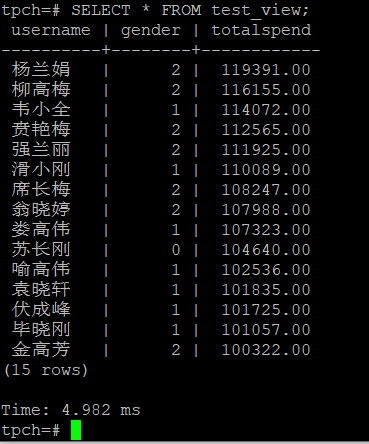 tpch=# SELECT * FROM test_view;
username | gender | totalspend
----------+--------+------------
杨兰娟 | 2 | 119391.00
柳高梅 | 2 | 116155.00
韦小全 | 1 | 114072.00
贲艳梅 | 2 | 112565.00
强兰丽 | 2 | 111925.00
滑小刚 | 1 | 110089.00
席长梅 | 2 | 108247.00
翁晓婷 | 2 | 107988.00
娄高伟 | 1 | 107323.00
苏长刚 | 0 | 104640.00
喻高伟 | 1 | 102536.00
袁晓轩 | 1 | 101835.00
伏成峰 | 1 | 101725.00
毕晓刚 | 1 | 101057.00
金高芳 | 2 | 100322.00
(15 rows)
Time: 4.982 ms
tpch=#